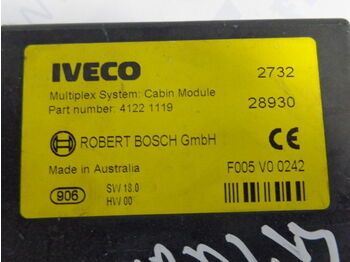 IVECO 2732
Multiplex System: Cabin Module
Part number: 4122 1119 28930
ROBERT BOSCH GmbH CE
Made in Australia F005 V0 0242
906 SW 18.0
HW 00